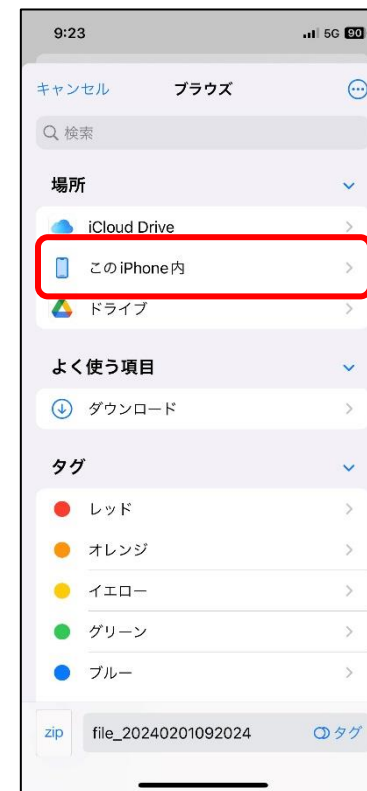 9:23 5G 90
キャンセル ブラウズ
検索
場所
iCloud Drive
このiPhone内
ドライブ
よく使う項目
ダウンロード
タグ
レッド
オレンジ
イエロー
グリーン
ブルー
zip file_20240201092024 タグ